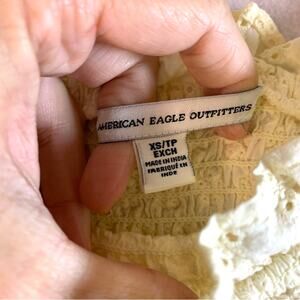 AMERICAN EAGLE OUTFITTERS
XS/TP
EXCH
MADE IN INDIA
FABRIQUÉ EN
INDE